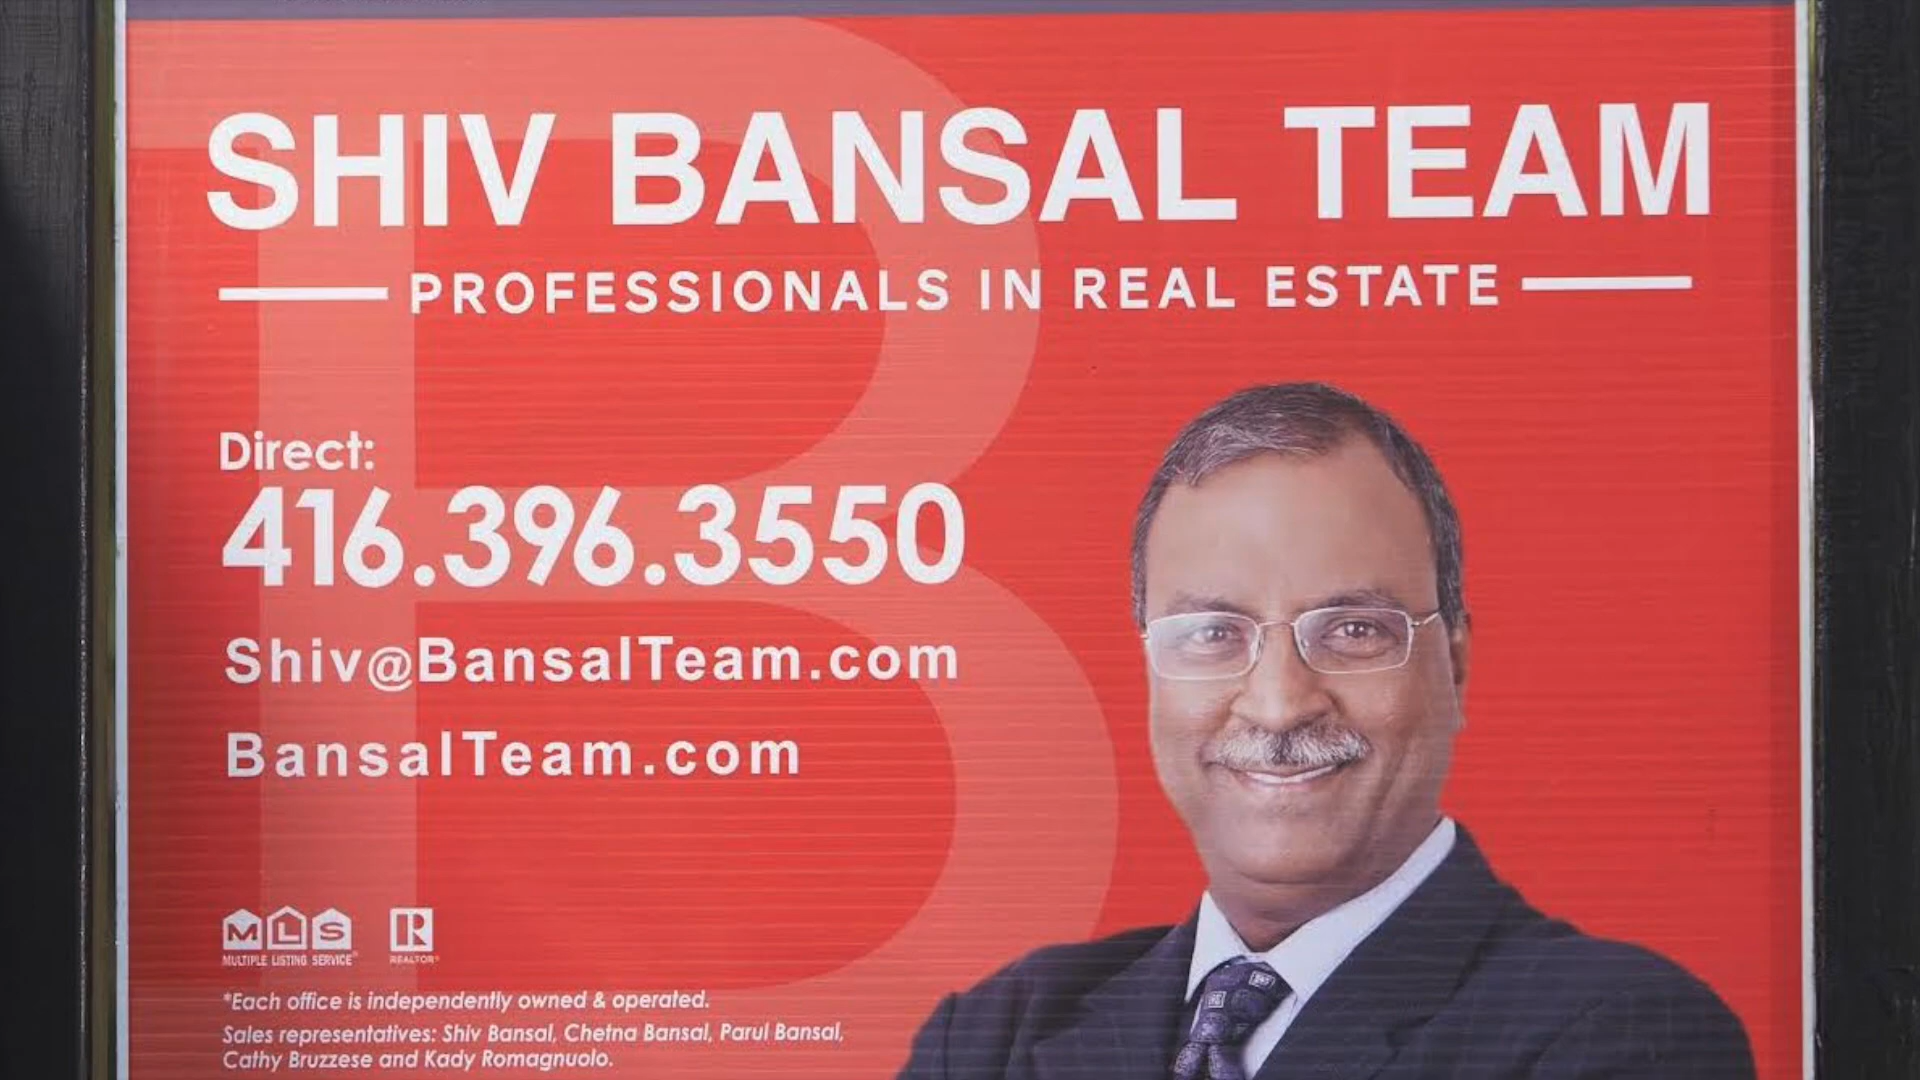 SHIV BANSAL TEAM
PROFESSIONALS IN REAL ESTATE
Direct:
416.396.3550
Shiv@BansalTeam.com
BansalTeam.com
MLS
MULTIPLE LISTING SERVICE
R
REALTOR®
*Each office is independently owned & operated.
Sales representatives: Shiv Bansal, Chetna Bansal, Parul Bansal,
Cathy Bruzzese and Kady Romagnuolo.